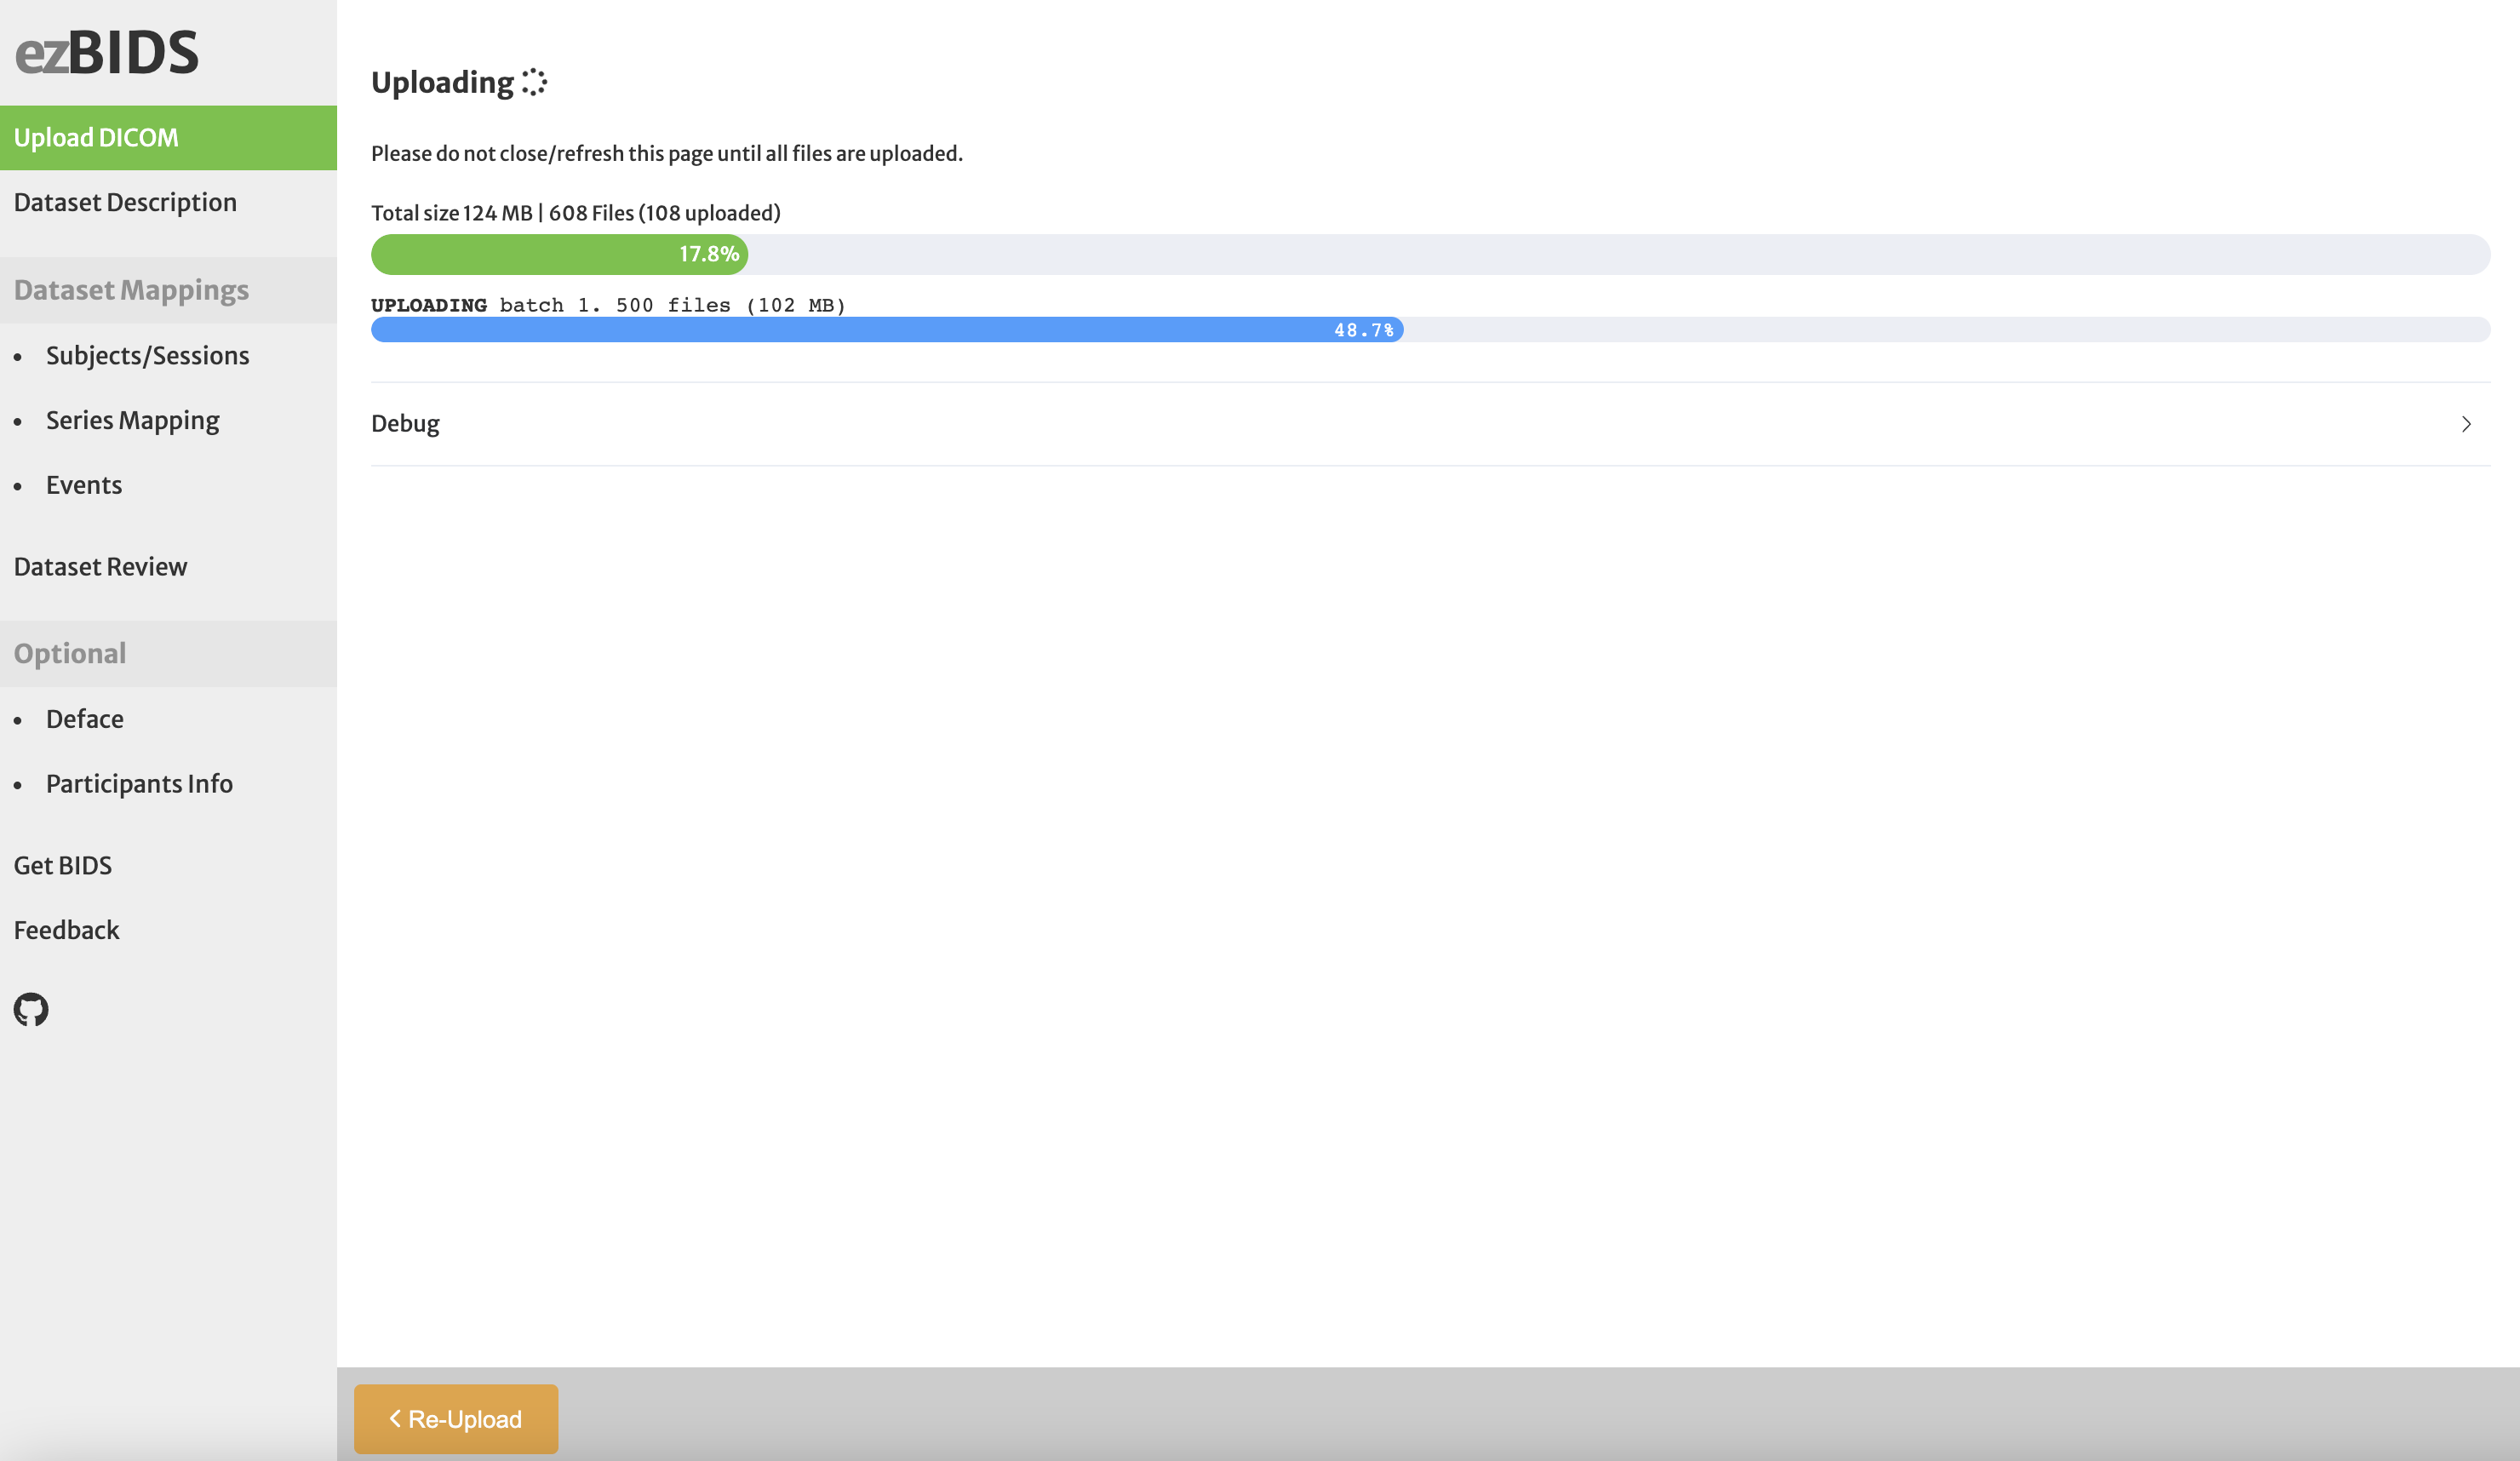 ezBIDS
Upload DICOM
Dataset Description
Dataset Mappings
Subjects/Sessions
Series Mapping
Events
Dataset Review
Optional
Deface
Participants Info
Get BIDS
Feedback
Uploading
Please do not close/refresh this page until all files are uploaded.
Total size 124 MB | 608 Files (108 uploaded)
17.8%
UPLOADING batch 1. 500 files (102 MB)
48.7%
Debug
Re-Upload